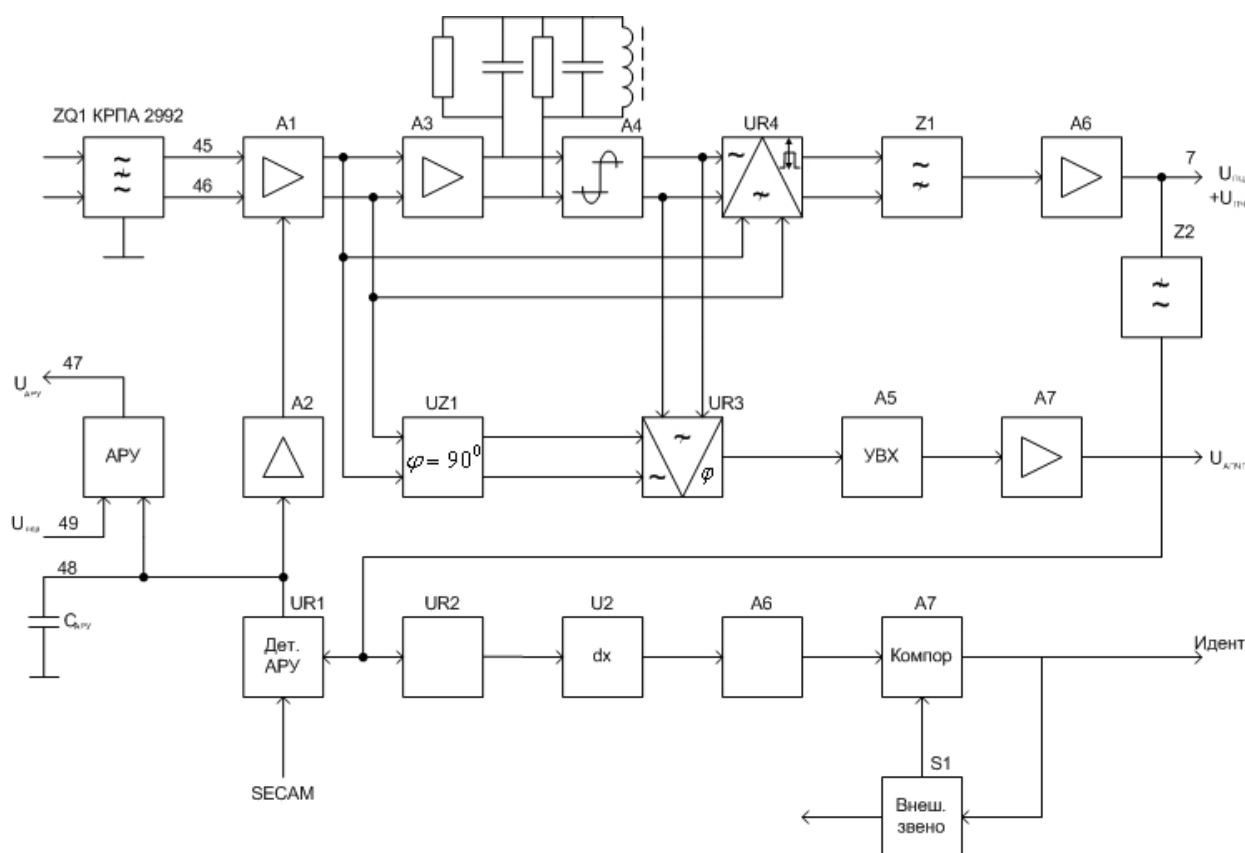 ZQ1 КРПА 2992
A1
A3
A4
UR4
Z1
A6
45
46
7
+U
Z2
47
U АРУ
АРУ
A2
UZ1
φ = 90⁰
UR3
φ
A5
УВХ
A7
U
U
49
48
C АРУ
UR1
Дет.
АРУ
UR2
U2
dx
A6
A7
Компор
Идент
SECAM
S1
Внеш.
звено